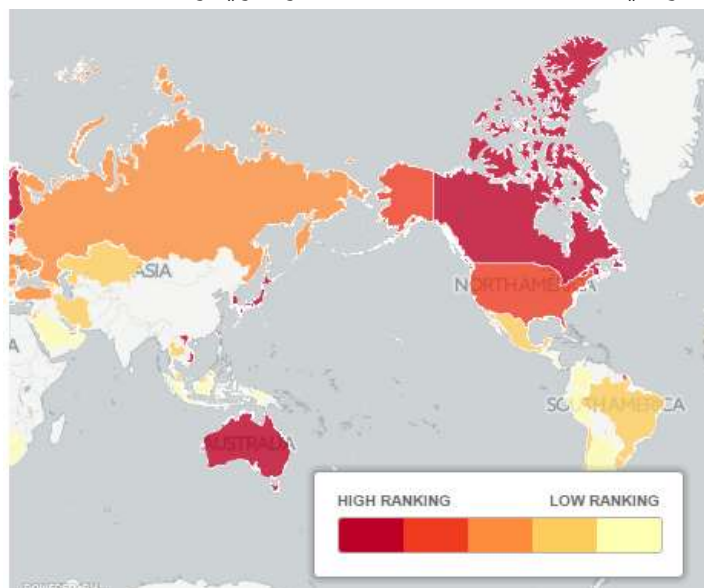 ASIA
NORTH AMERICA
SOUTH AMERICA
AUSTRALIA
HIGH RANKING
LOW RANKING